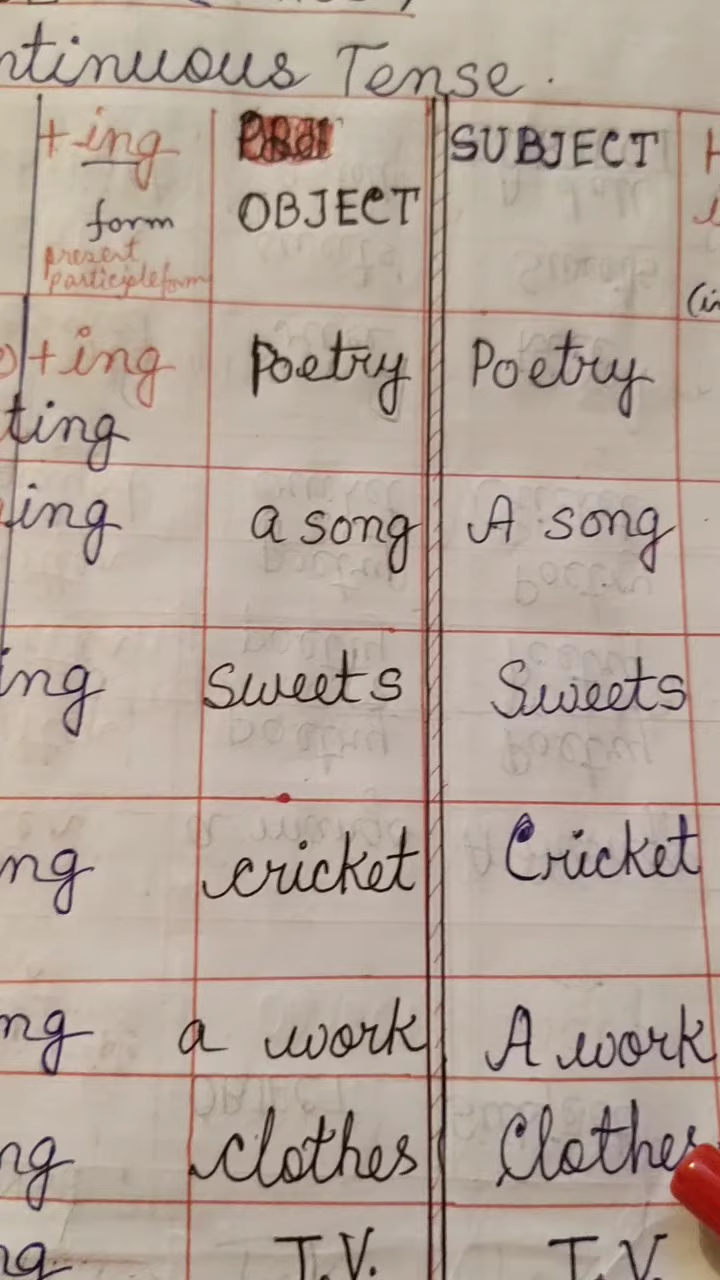 ntinuous Tense.
+ing OBJECT SUBJECT
form
present
participle form
+ing Poetry Poetry
ting
ing a song A song
ing Sweets Sweets
ng cricket Cricket
ng a work A work
ng clothes Clothes
ng T.V. T.V.